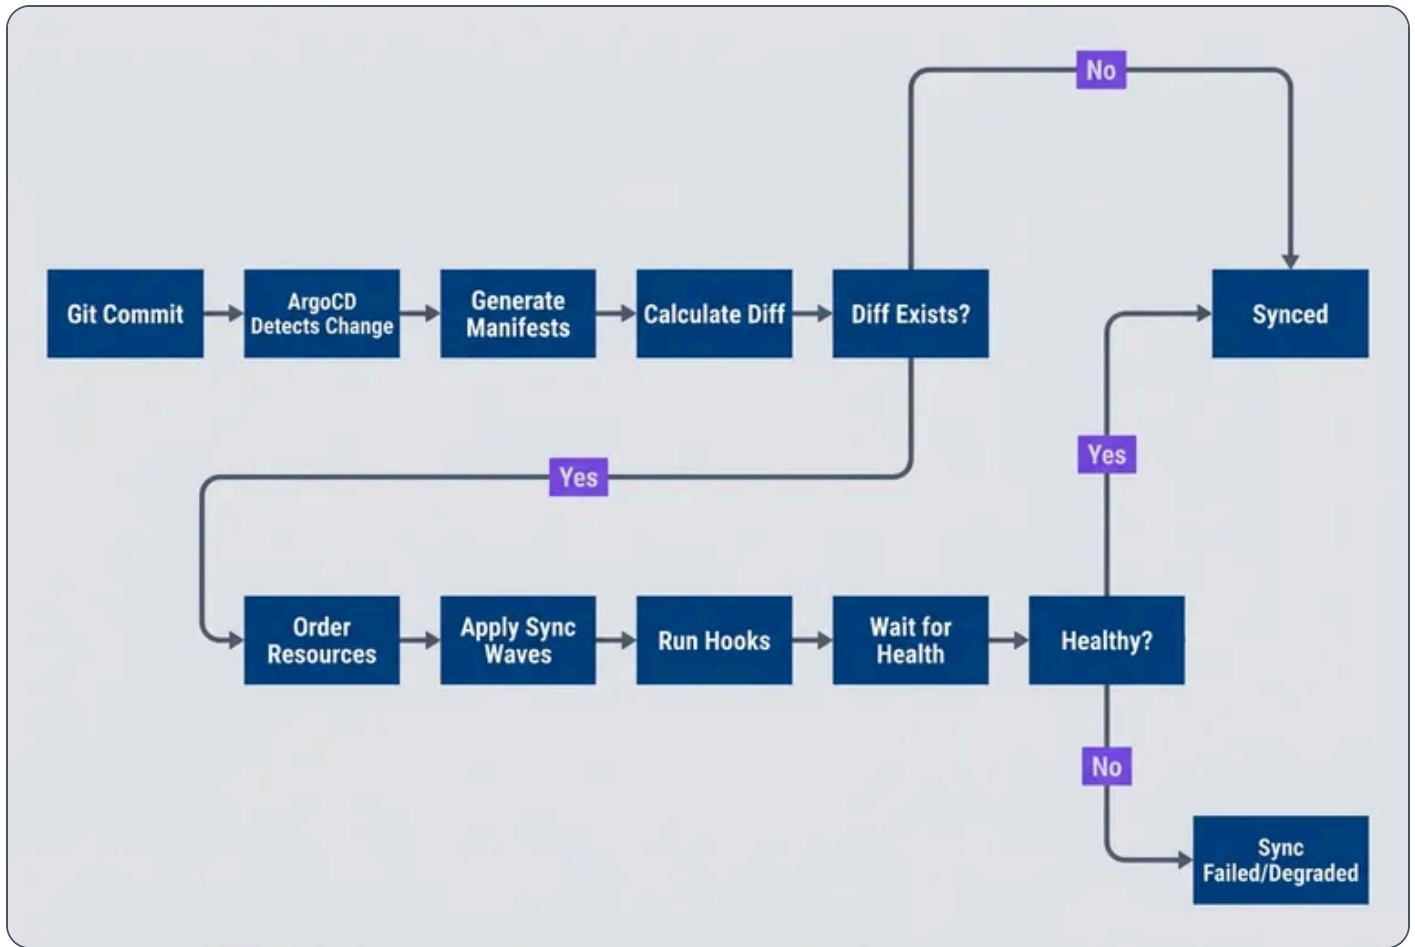 No
Git Commit
ArgoCD
Detects Change
Generate
Manifests
Calculate Diff
Diff Exists?
Synced
Yes
Yes
Order
Resources
Apply Sync
Waves
Run Hooks
Wait for
Health
Healthy?
No
Sync
Failed/Degraded